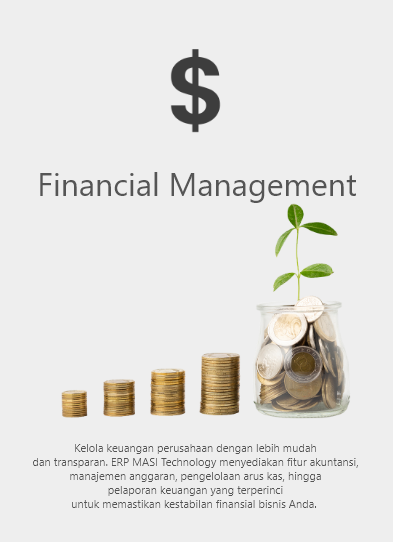 $
Financial Management
Kelola keuangan perusahaan dengan lebih mudah
dan transparan. ERP MASI Technology menyediakan fitur akuntansi,
manajemen anggaran, pengelolaan arus kas, hingga
pelaporan keuangan yang terperinci
untuk memastikan kestabilan finansial bisnis Anda.